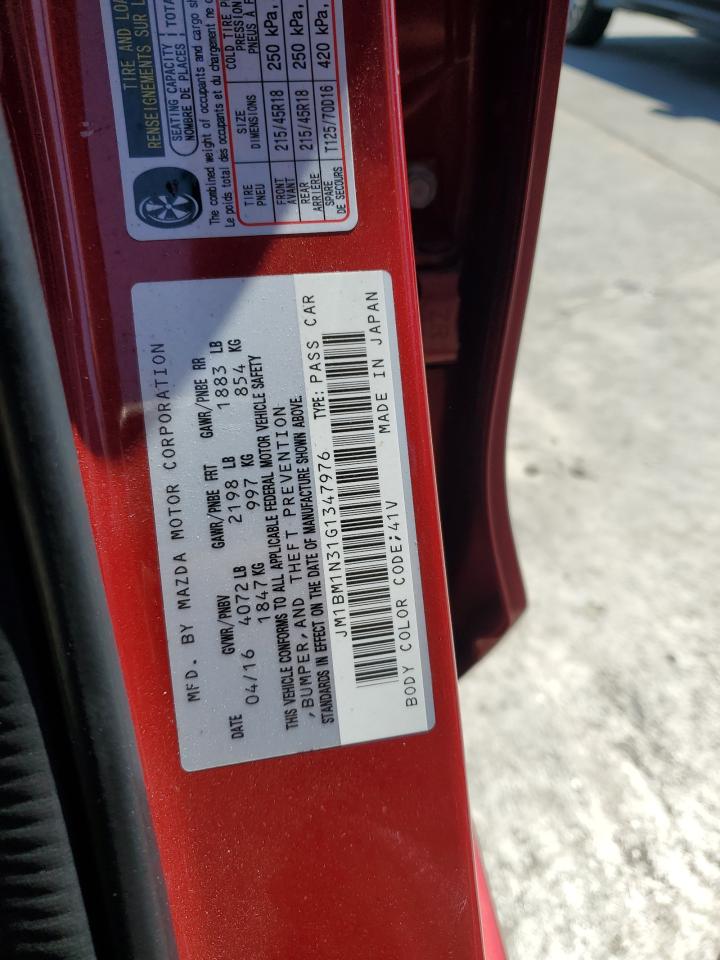 TIRE AND LOA
RENSEIGNEMENTS SUR L
SEATING CAPACITY TOTA
NOMBRE DE PLACES
The combined weight of occupants and cargo sh
Le poids total des occupants et du chargement ne d
TIRE SIZE COLD TIRE P
PNEU DIMENSIONS PRESSION
PNEUS À F
FRONT 215/45R18 250 kPa,
AVANT
REAR 215/45R18 250 kPa,
ARRIÈRE
SPARE T125/70D16 420 kPa,
DE SECOURS
MFD. BY MAZDA MOTOR CORPORATION
GVWR/PNBV GAWR/PNBE FRT GAWR/PNBE RR
DATE 04/16 4072 LB 2198 LB 1883 LB
1847 KG 997 KG 854 KG
THIS VEHICLE CONFORMS TO ALL APPLICABLE FEDERAL MOTOR VEHICLE SAFETY
,BUMPER,AND THEFT PREVENTION
STANDARDS IN EFFECT ON THE DATE OF MANUFACTURE SHOWN ABOVE.
JM1BM1N31G1347976 TYPE: PASS CAR
BODY COLOR CODE;41V MADE IN JAPAN